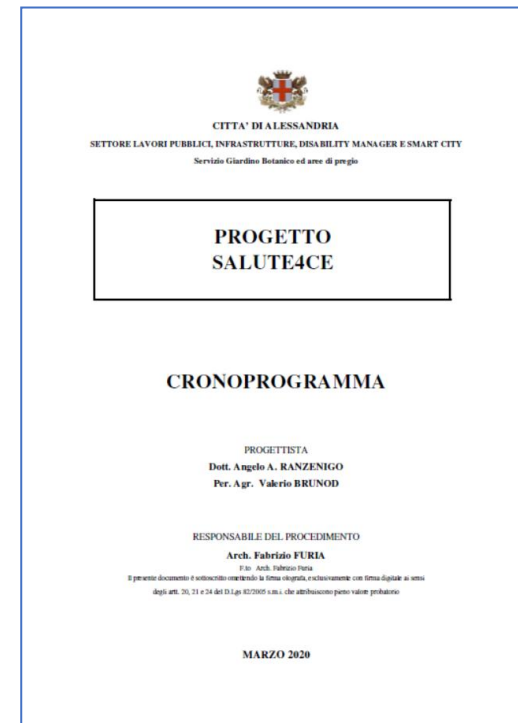 CITTA' DI ALESSANDRIA
SETTORE LAVORI PUBBLICI, INFRASTRUTTURE, DISABILITY MANAGER E SMART CITY
Servizio Giardino Botanico ed aree di pregio
PROGETTO
SALUTE4CE
CRONOPROGRAMMA
PROGETTISTA
Dott. Angelo A. RANZENIGO
Per. Agr. Valerio BRUNOD
RESPONSABILE DEL PROCEDIMENTO
Arch. Fabrizio FURIA
F.to Arch. Fabrizio Furia
Il presente documento è sottoscritto omettendo la firma olografa, esclusivamente con firma digitale ai sensi
degli artt. 20, 21 e 24 del D.Lgs 82/2005 s.m.i. che attribuiscono pieno valore probatorio
MARZO 2020